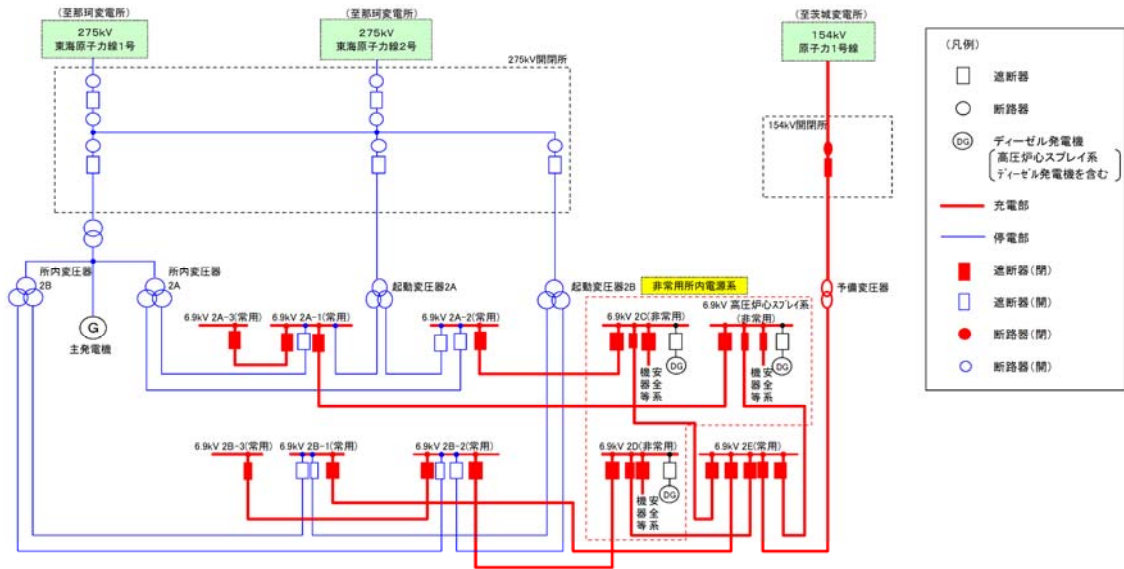 (至那珂変電所)
275kV
東海原子力線1号
(至那珂変電所)
275kV
東海原子力線2号
(至茨城変電所)
154kV
原子力1号線
275kV開閉所
154kV開閉所
所内変圧器
2B
所内変圧器
2A
起動変圧器2A
起動変圧器2B
非常用所内電源系
予備変圧器
G
主発電機
6.9kV 2A-3(常用)
6.9kV 2A-1(常用)
6.9kV 2A-2(常用)
6.9kV 2C(非常用)
6.9kV 高圧炉心スプレイ系
(非常用)
安全系
機器等
DG
安全系
機器等
DG
6.9kV 2B-3(常用)
6.9kV 2B-1(常用)
6.9kV 2B-2(常用)
6.9kV 2D(非常用)
6.9kV 2E(常用)
安全系
機器等
DG
(凡例)
遮断器
断路器
DG
ディーゼル発電機
高圧炉心スプレイ系
ディーゼル発電機を含む
充電部
停電部
遮断器(閉)
遮断器(開)
断路器(閉)
断路器(開)